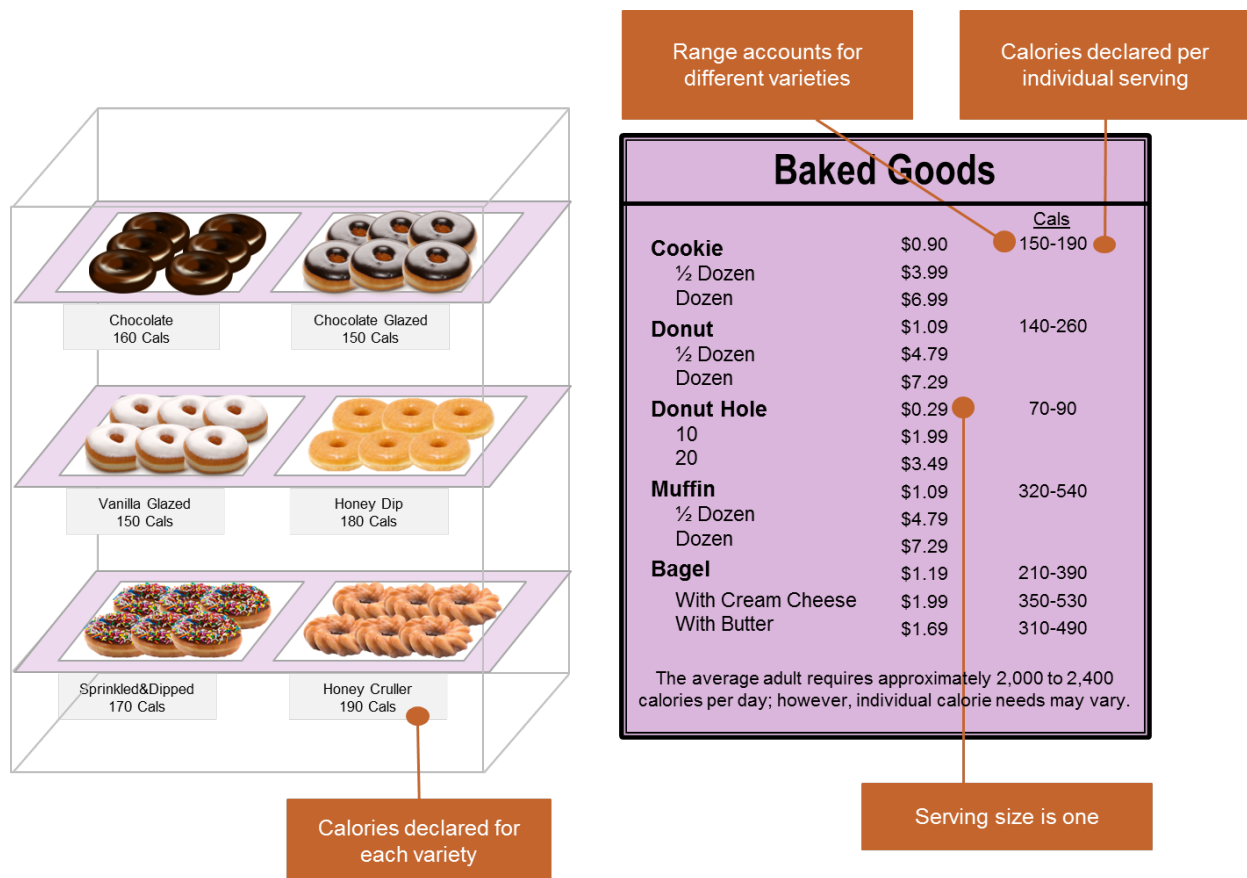 Range accounts for
different varieties
Calories declared per
individual serving
Chocolate
160 Cals
Chocolate Glazed
150 Cals
Vanilla Glazed
150 Cals
Honey Dip
180 Cals
Sprinkled&Dipped
170 Cals
Honey Cruller
190 Cals
Calories declared for
each variety
Baked Goods
Cals
Cookie $0.90 150-190
½ Dozen $3.99
Dozen $6.99
Donut $1.09 140-260
½ Dozen $4.79
Dozen $7.29
Donut Hole $0.29 70-90
10 $1.99
20 $3.49
Muffin $1.09 320-540
½ Dozen $4.79
Dozen $7.29
Bagel $1.19 210-390
With Cream Cheese $1.99 350-530
With Butter $1.69 310-490
The average adult requires approximately 2,000 to 2,400
calories per day; however, individual calorie needs may vary.
Serving size is one